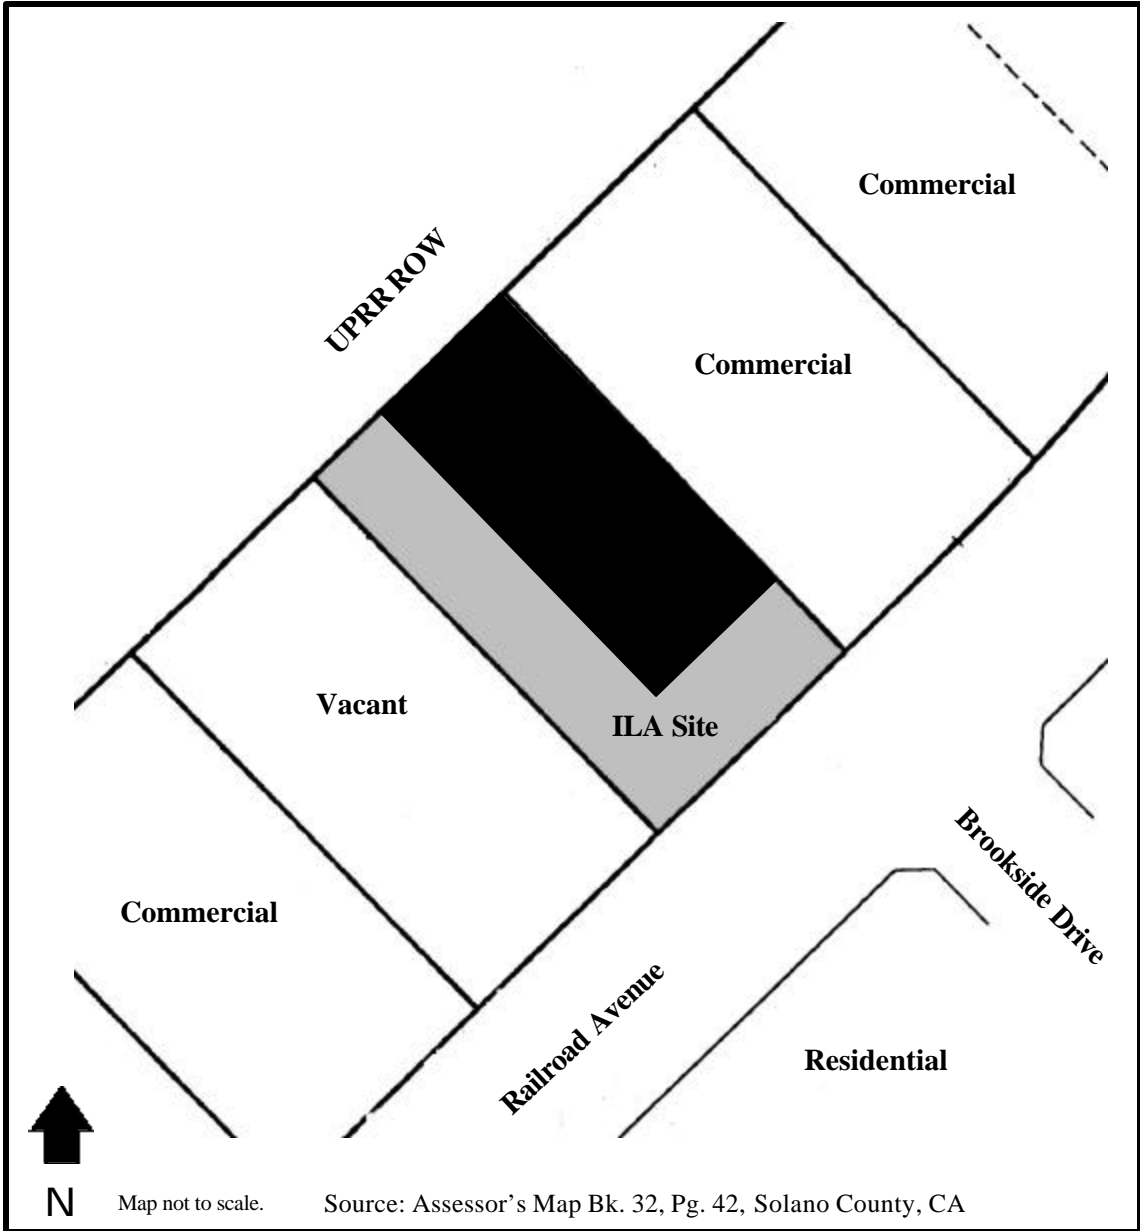 Commercial
UPRR ROW
Commercial
Vacant
ILA Site
Brookside Drive
Commercial
Railroad Avenue
Residential
N
Map not to scale.
Source: Assessor's Map Bk. 32, Pg. 42, Solano County, CA